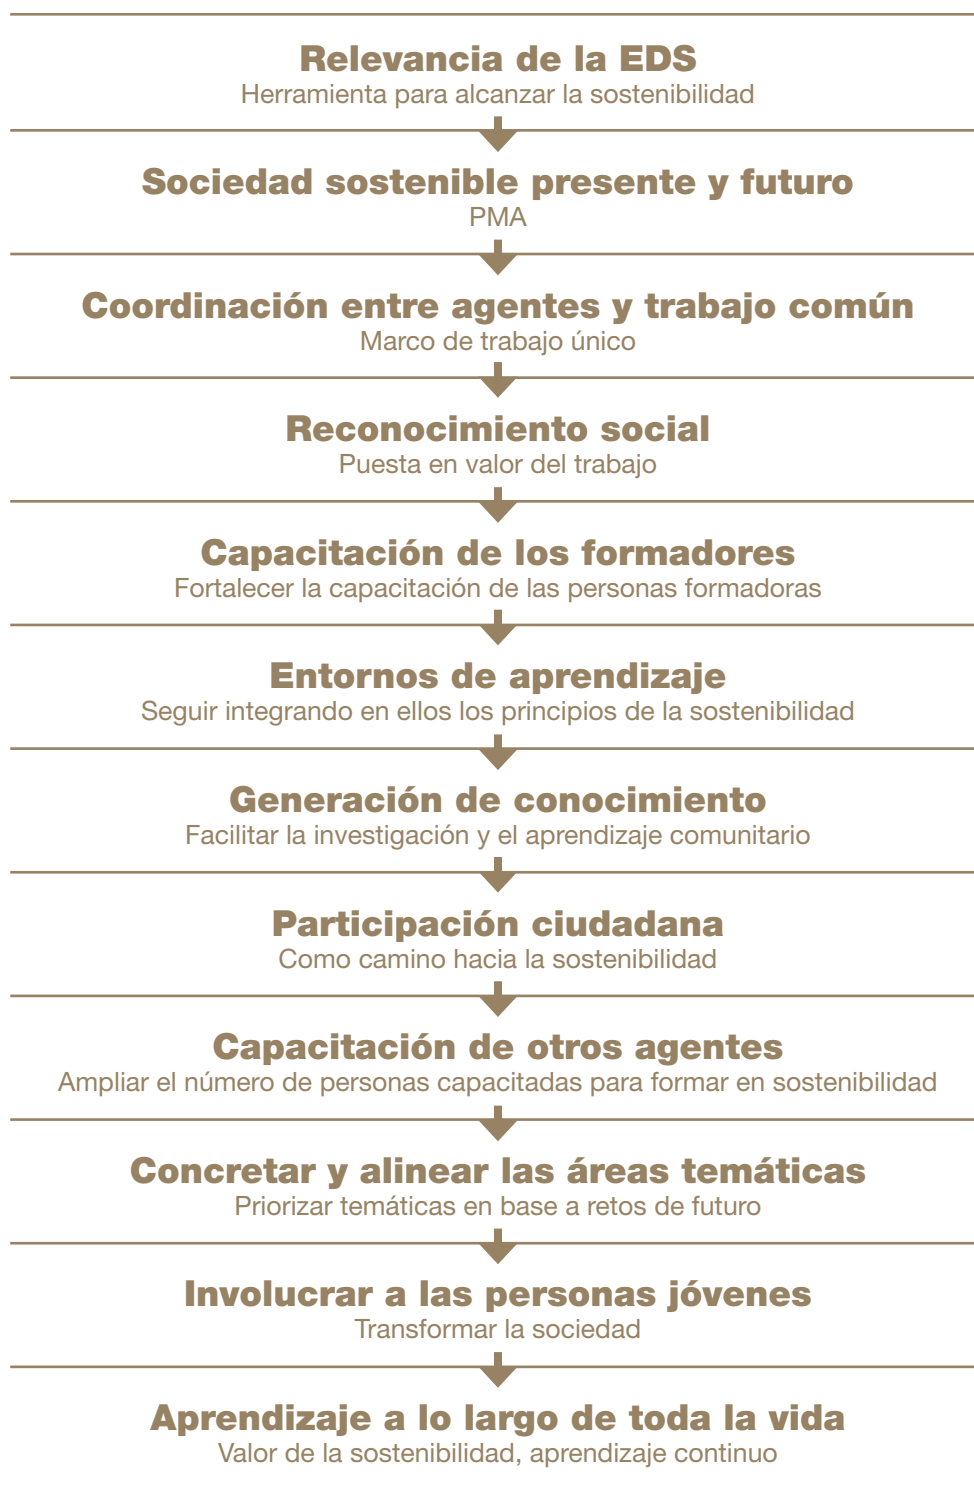 Relevancia de la EDS
Herramienta para alcanzar la sostenibilidad
Sociedad sostenible presente y futuro
PMA
Coordinación entre agentes y trabajo común
Marco de trabajo único
Reconocimiento social
Puesta en valor del trabajo
Capacitación de los formadores
Fortalecer la capacitación de las personas formadoras
Entornos de aprendizaje
Seguir integrando en ellos los principios de la sostenibilidad
Generación de conocimiento
Facilitar la investigación y el aprendizaje comunitario
Participación ciudadana
Como camino hacia la sostenibilidad
Capacitación de otros agentes
Ampliar el número de personas capacitadas para formar en sostenibilidad
Concretar y alinear las áreas temáticas
Priorizar temáticas en base a retos de futuro
Involucrar a las personas jóvenes
Transformar la sociedad
Aprendizaje a lo largo de toda la vida
Valor de la sostenibilidad, aprendizaje continuo